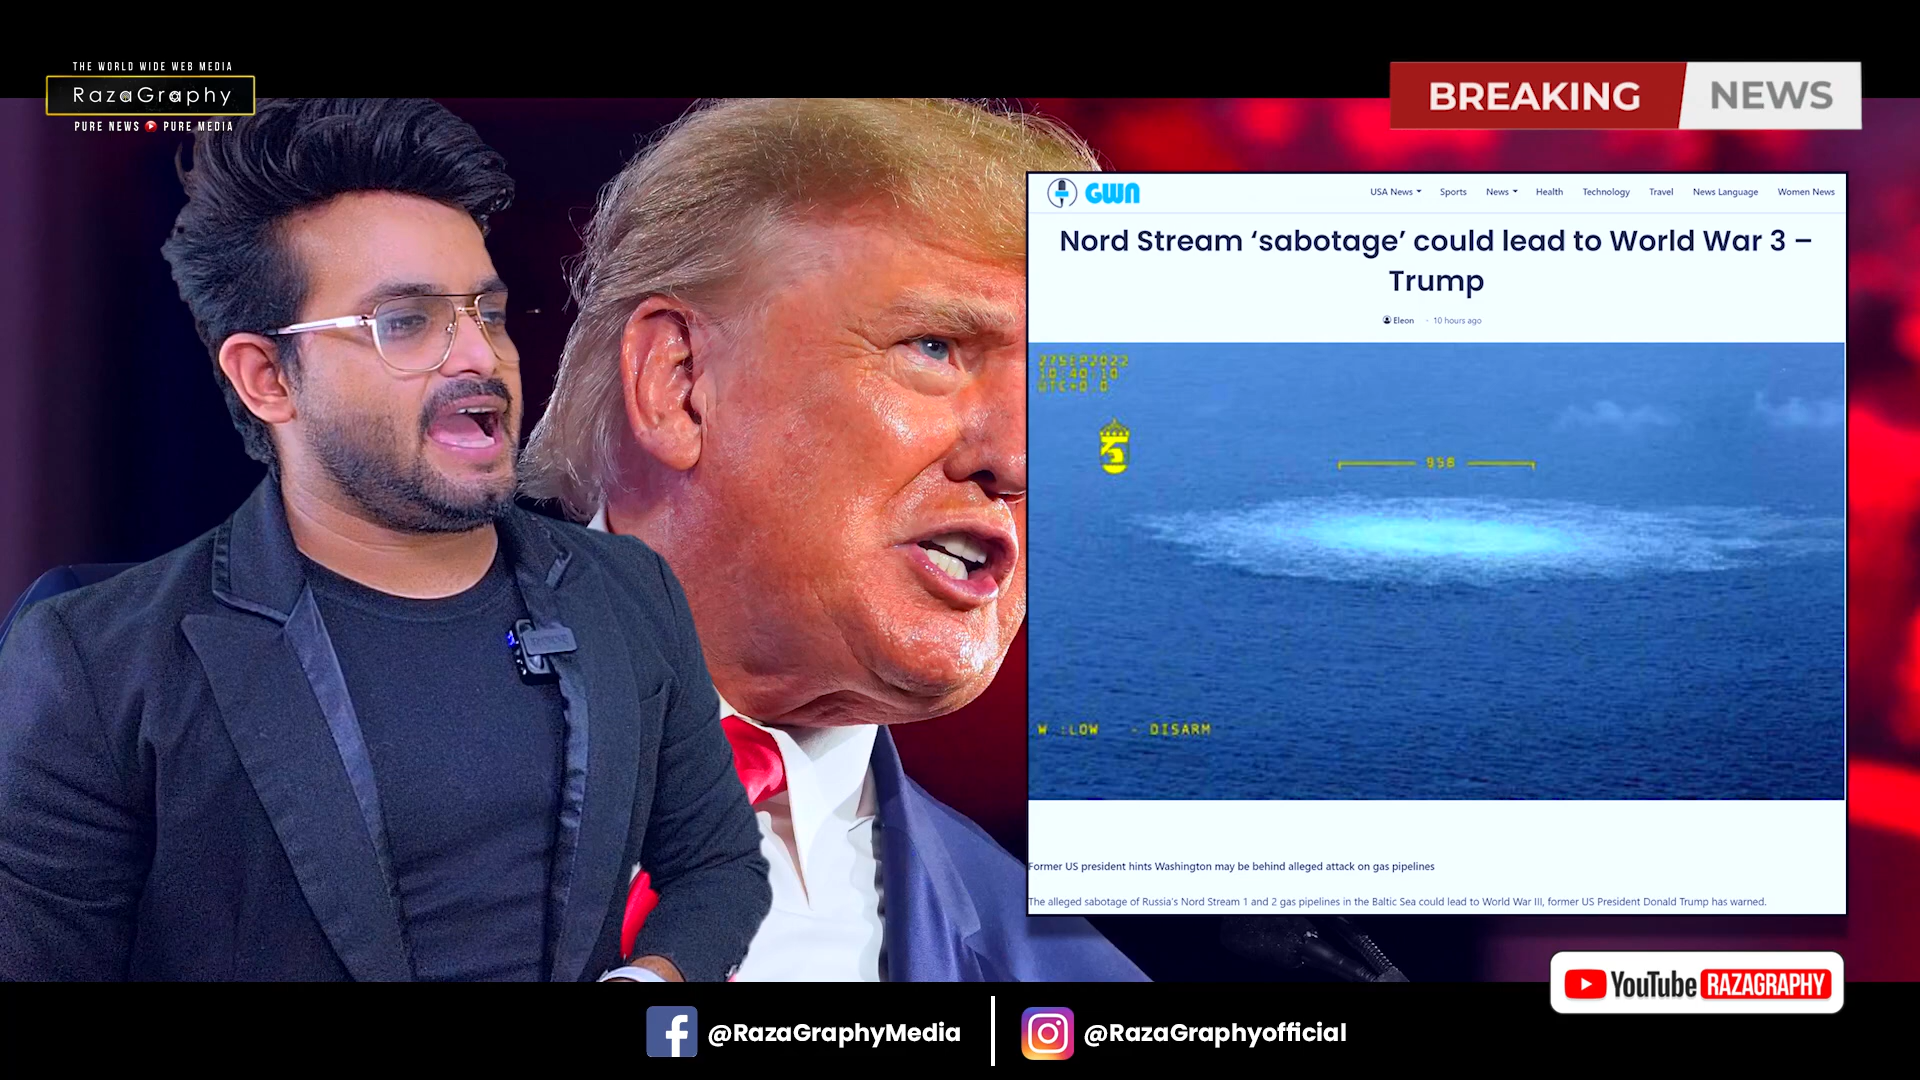 THE WORLD WIDE WEB MEDIA
RazaGraphy
PURE NEWS PURE MEDIA
BREAKING NEWS
GWN
USA News Sports News Health Technology Travel News Language Women News
Nord Stream ‘sabotage’ could lead to World War 3 –
Trump
Eleon - 10 hours ago
27SEP2022
10:40:10
UTC+0.0
958
W :LOW - DISARM
Former US president hints Washington may be behind alleged attack on gas pipelines
The alleged sabotage of Russia’s Nord Stream 1 and 2 gas pipelines in the Baltic Sea could lead to World War III, former US President Donald Trump has warned.
YouTube RAZAGRAPHY
@RazaGraphyMedia
@RazaGraphyofficial